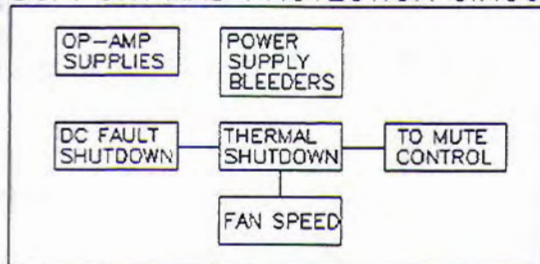 OP-AMP
SUPPLIES
POWER
SUPPLY
BLEEDERS
DC FAULT
SHUTDOWN
THERMAL
SHUTDOWN
TO MUTE
CONTROL
FAN SPEED